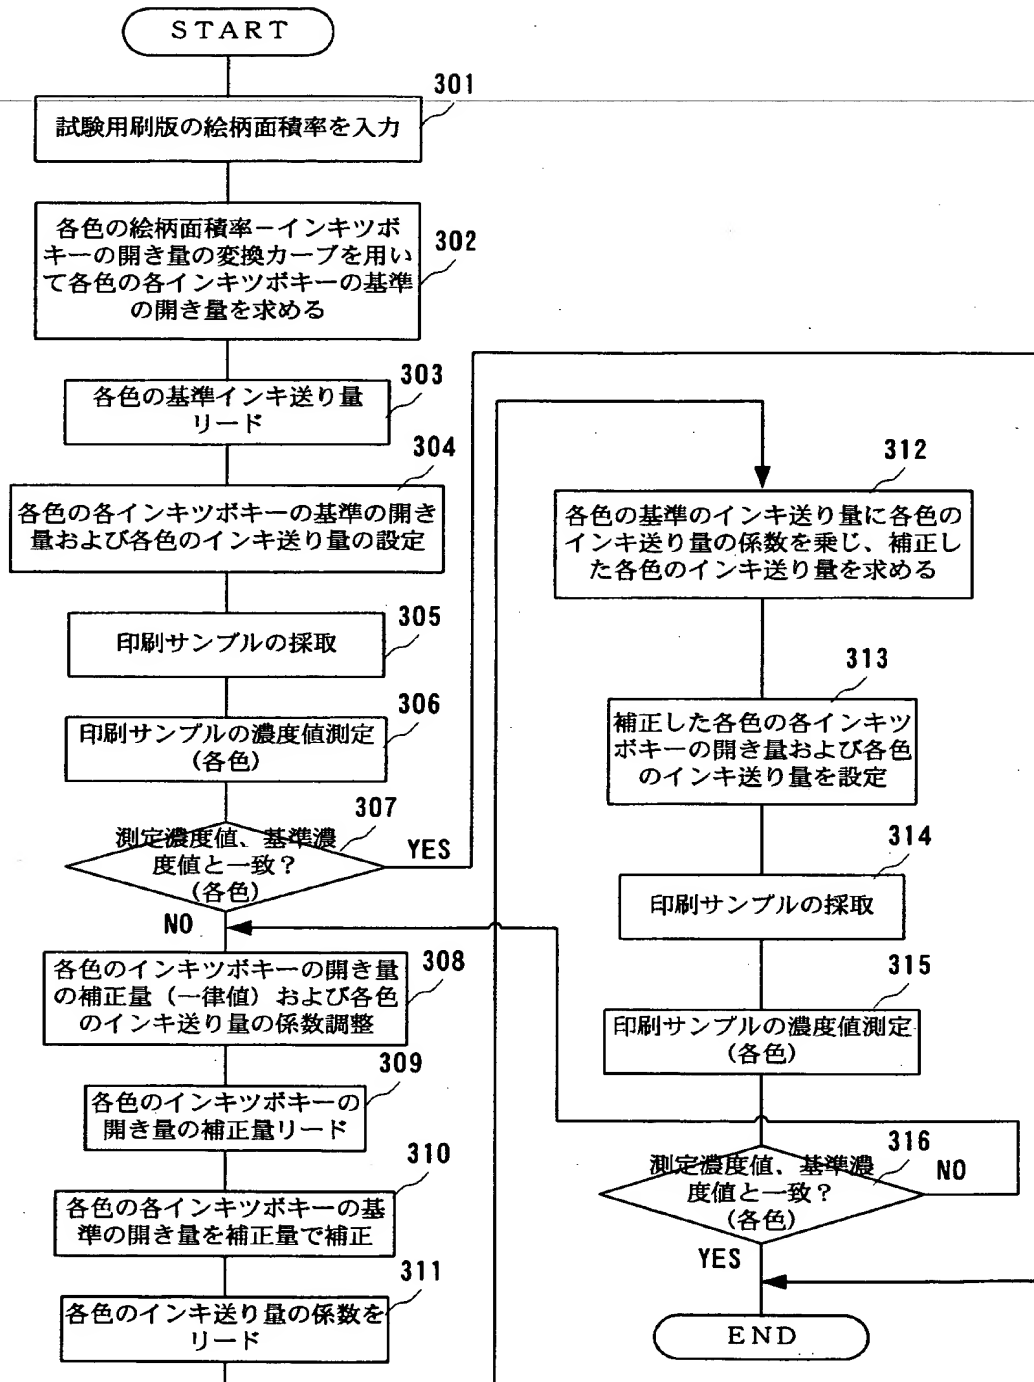 START
301
試験用刷版の絵柄面積率を入力
各色の絵柄面積率－インキツボ
キーの開き量の変換カーブを用い
て各色の各インキツボキーの基準
の開き量を求める
302
303
各色の基準インキ送り量
リード
304
各色の各インキツボキーの基準の開き
量および各色のインキ送り量の設定
305
印刷サンプルの採取
306
印刷サンプルの濃度値測定
(各色)
307
測定濃度値、基準濃
度値と一致？
(各色)
YES
NO
各色のインキツボキーの開き量
の補正量（一律値）および各色
のインキ送り量の係数調整
308
309
各色のインキツボキーの
開き量の補正量リード
310
各色の各インキツボキーの基
準の開き量を補正量で補正
311
各色のインキ送り量の係数を
リード
312
各色の基準のインキ送り量に各色の
インキ送り量の係数を乗じ、補正し
た各色のインキ送り量を求める
313
補正した各色の各インキツ
ボキーの開き量および各色
のインキ送り量を設定
314
印刷サンプルの採取
315
印刷サンプルの濃度値測定
(各色)
316
測定濃度値、基準濃
度値と一致？
(各色)
NO
YES
END